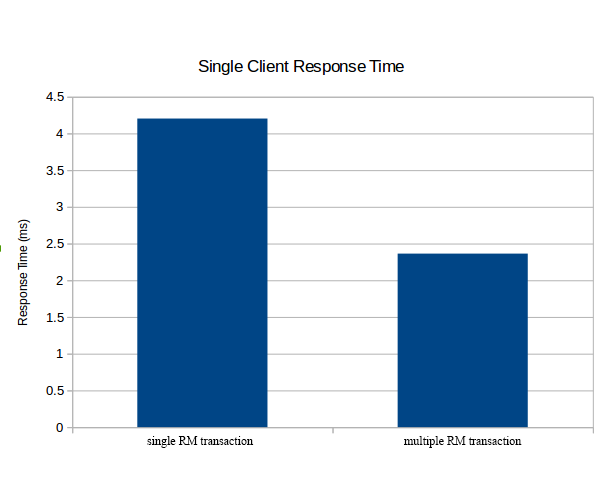 Single Client Response Time
4.5
4
3.5
3
2.5
2
1.5
1
0.5
0
Response Time (ms)
single RM transaction
multiple RM transaction